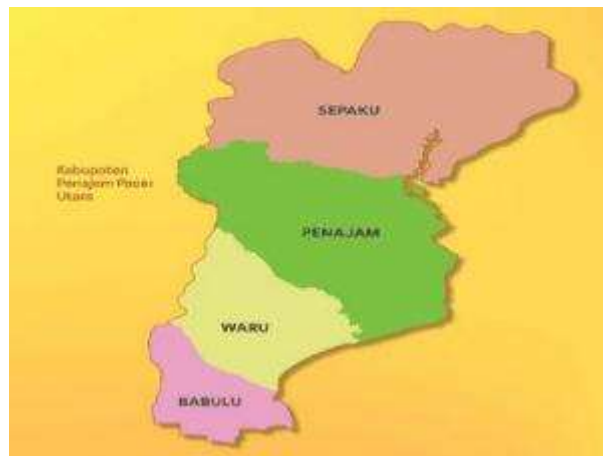 SEPAKU
Kabupaten
Penajam Paser
Utara
PENAJAM
WARU
BABULU